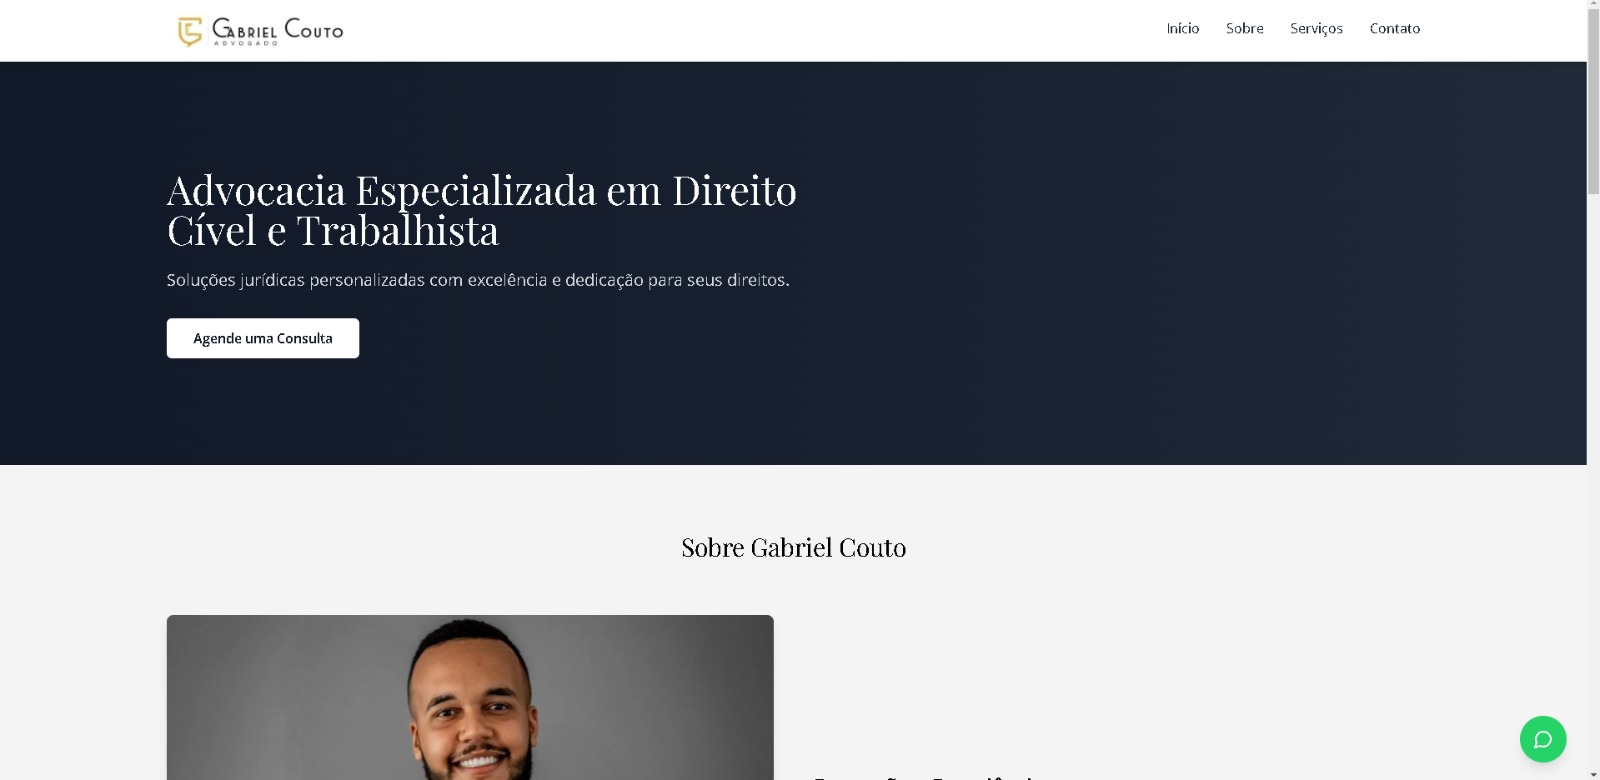 GABRIEL COUTO
ADVOGADO
Início Sobre Serviços Contato
Advocacia Especializada em Direito
Cível e Trabalhista
Soluções jurídicas personalizadas com excelência e dedicação para seus direitos.
Agende uma Consulta
Sobre Gabriel Couto